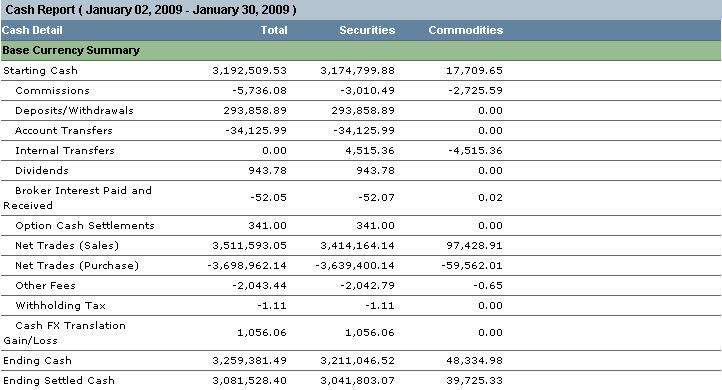 Cash Report ( January 02, 2009 - January 30, 2009 )
Cash Detail Total Securities Commodities
Base Currency Summary
Starting Cash 3,192,509.53 3,174,799.88 17,709.65
Commissions -5,736.08 -3,010.49 -2,725.59
Deposits/Withdrawals 293,858.89 293,858.89 0.00
Account Transfers -34,125.99 -34,125.99 0.00
Internal Transfers 0.00 4,515.36 -4,515.36
Dividends 943.78 943.78 0.00
Broker Interest Paid and
Received -52.05 -52.07 0.02
Option Cash Settlements 341.00 341.00 0.00
Net Trades (Sales) 3,511,593.05 3,414,164.14 97,428.91
Net Trades (Purchase) -3,698,962.14 -3,639,400.14 -59,562.01
Other Fees -2,043.44 -2,042.79 -0.65
Withholding Tax -1.11 -1.11 0.00
Cash FX Translation
Gain/Loss 1,056.06 1,056.06 0.00
Ending Cash 3,259,381.49 3,211,046.52 48,334.98
Ending Settled Cash 3,081,528.40 3,041,803.07 39,725.33